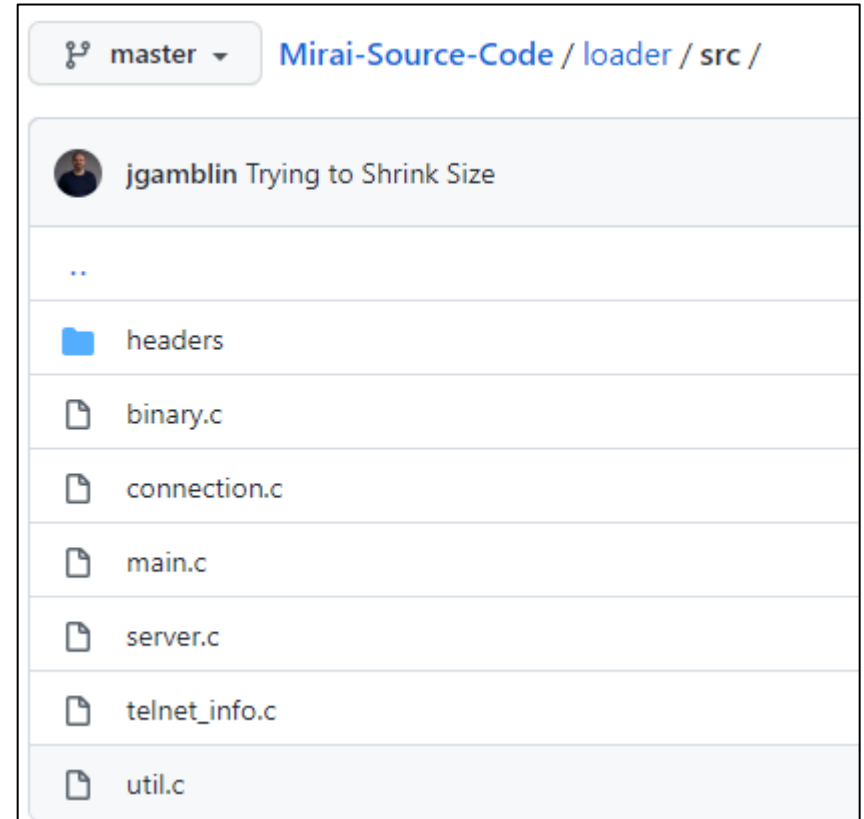 master Mirai-Source-Code / loader / src /
jgamblin Trying to Shrink Size
..
headers
binary.c
connection.c
main.c
server.c
telnet_info.c
util.c